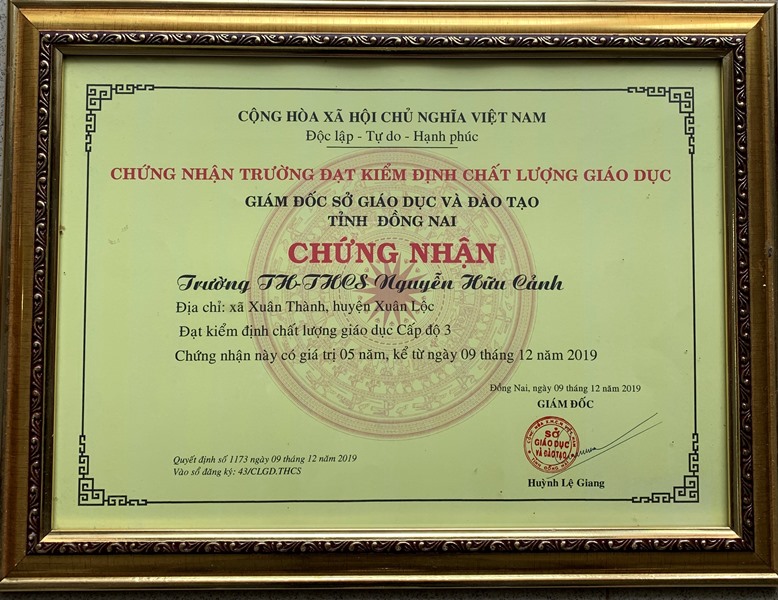 CỘNG HÒA XÃ HỘI CHỦ NGHĨA VIỆT NAM
Độc lập - Tự do - Hạnh phúc
CHỨNG NHẬN TRƯỜNG ĐẠT KIỂM ĐỊNH CHẤT LƯỢNG GIÁO DỤC
GIÁM ĐỐC SỞ GIÁO DỤC VÀ ĐÀO TẠO
TỈNH ĐỒNG NAI
CHỨNG NHẬN
Trường TH-THCS Nguyễn Hữu Cảnh
Địa chỉ: xã Xuân Thành, huyện Xuân Lộc
Đạt kiểm định chất lượng giáo dục Cấp độ 3
Chứng nhận này có giá trị 05 năm, kể từ ngày 09 tháng 12 năm 2019
Đồng Nai, ngày 09 tháng 12 năm 2019
GIÁM ĐỐC
SỞ
GIÁO DỤC
VÀ ĐÀO TẠO
Huỳnh Lệ Giang
Quyết định số 1173 ngày 09 tháng 12 năm 2019
Vào sổ đăng ký: 43/CLGD.THCS